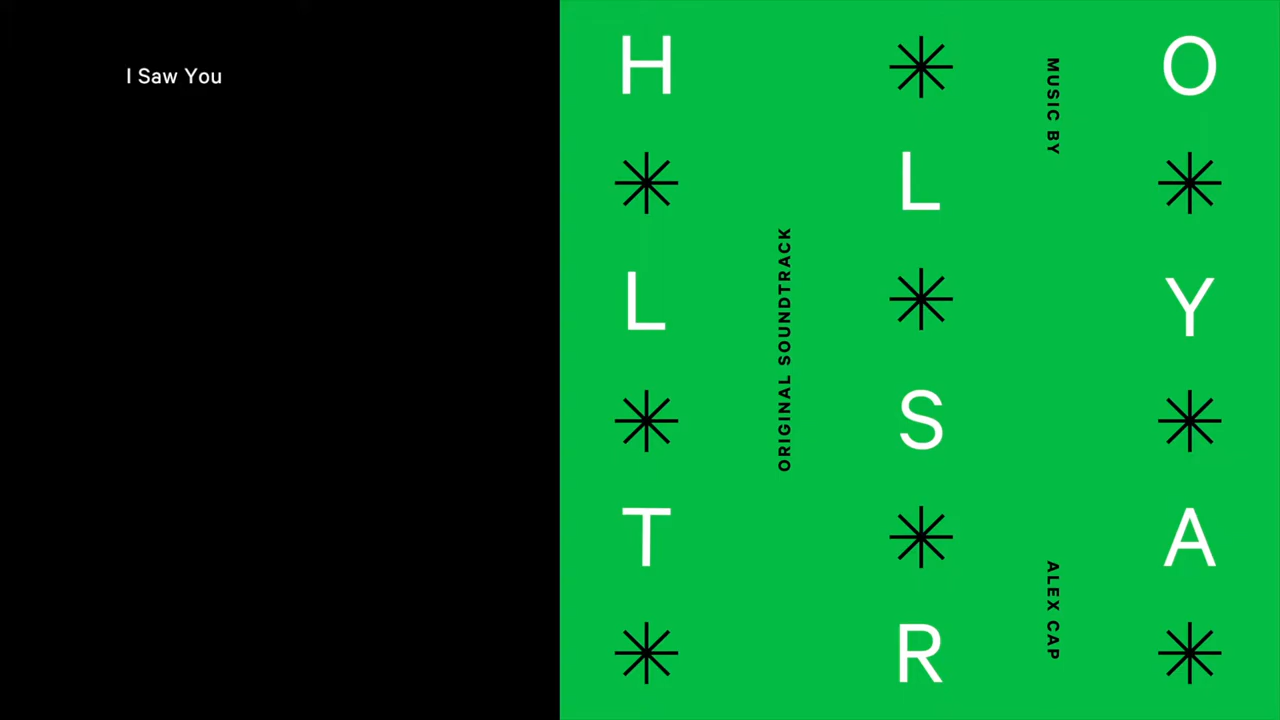 I Saw You
H * O
* L *
L * Y
* S *
T * A
* R *
ORIGINAL SOUNDTRACK
MUSIC BY
ALEX CAP